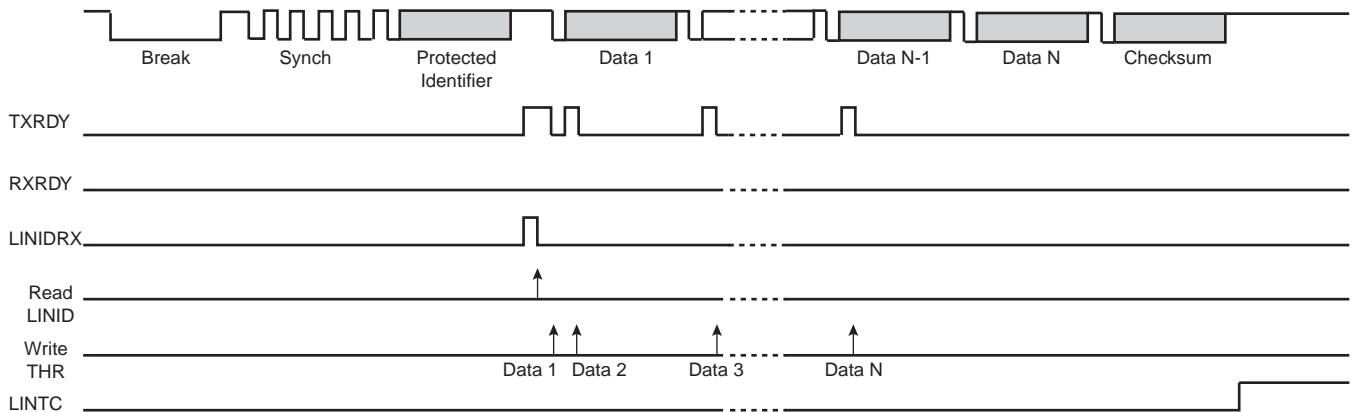 Break Synch Protected Data 1 Data N-1 Data N Checksum
Identifier
TXRDY
RXRDY
LINIDRX
Read
LINID
Write
THR
Data 1 Data 2 Data 3 Data N
LINTC